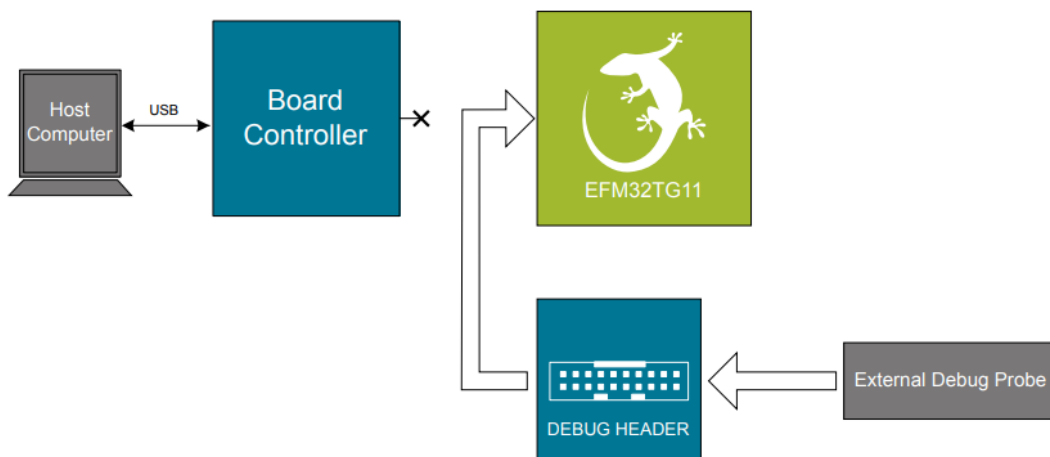 Host
Computer
USB
Board
Controller
EFM32TG11
DEBUG HEADER
External Debug Probe